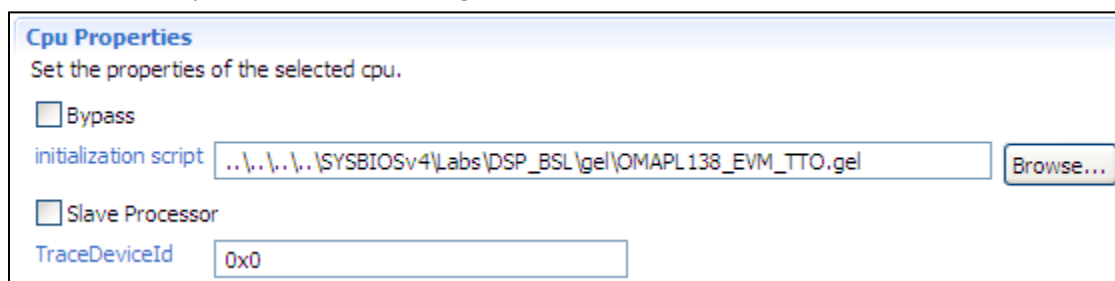 Cpu Properties
Set the properties of the selected cpu.
Bypass
initialization script ..\..\..\..\SYSBIOSv4\Labs\DSP_BSL\gel\OMAPL138_EVM_TTO.gel Browse...
Slave Processor
TraceDeviceId 0x0